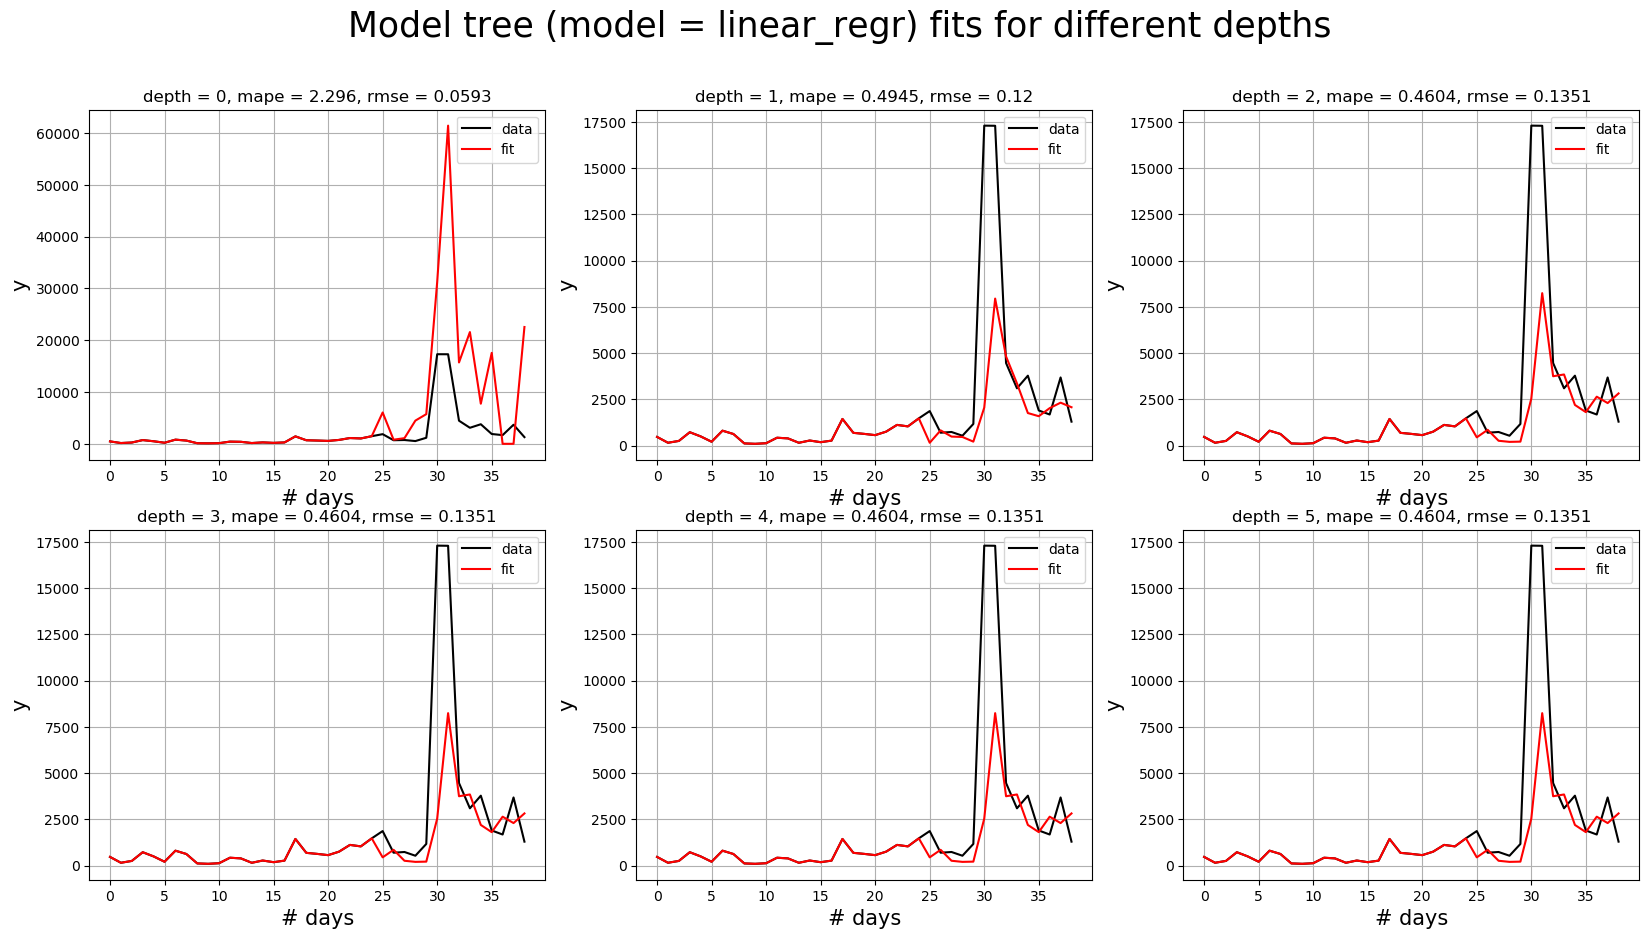 Model tree (model = linear_regr) fits for different depths
depth = 0, mape = 2.296, rmse = 0.0593
data
fit
60000
50000
40000
30000
20000
10000
0
y
0 5 10 15 20 25 30 35
# days
depth = 1, mape = 0.4945, rmse = 0.12
data
fit
17500
15000
12500
10000
7500
5000
2500
0
y
0 5 10 15 20 25 30 35
# days
depth = 2, mape = 0.4604, rmse = 0.1351
data
fit
17500
15000
12500
10000
7500
5000
2500
0
y
0 5 10 15 20 25 30 35
# days
depth = 3, mape = 0.4604, rmse = 0.1351
data
fit
17500
15000
12500
10000
7500
5000
2500
0
y
0 5 10 15 20 25 30 35
# days
depth = 4, mape = 0.4604, rmse = 0.1351
data
fit
17500
15000
12500
10000
7500
5000
2500
0
y
0 5 10 15 20 25 30 35
# days
depth = 5, mape = 0.4604, rmse = 0.1351
data
fit
17500
15000
12500
10000
7500
5000
2500
0
y
0 5 10 15 20 25 30 35
# days